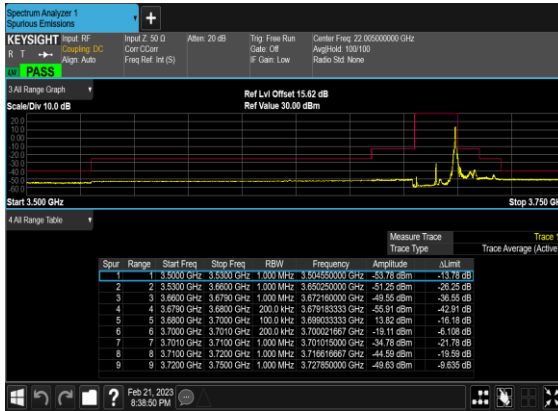 Spectrum Analyzer 1
Spurious Emissions
+
KEYSIGHT Input: RF Input Z: 50 Ω Atten: 20 dB Trig: Free Run Center Freq: 22.005000000 GHz
R T Coupling: DC Corr CCorr Gate: Off Avg|Hold: 100/100
Align: Auto Freq Ref: Int (S) IF Gain: Low Radio Std: None
PASS
3 All Range Graph Ref Lvl Offset 15.62 dB
Scale/Div 10.0 dB Ref Value 30.00 dBm
20.0
10.0
0.00
-10.0
-20.0
-30.0
-40.0
-50.0
-60.0
Start 3.500 GHz Stop 3.750 GH
4 All Range Table
Measure Trace Trace 1
Trace Type Trace Average (Active
Spur Range Start Freq Stop Freq RBW Frequency Amplitude ΔLimit
1 1 3.5000 GHz 3.5300 GHz 1.000 MHz 3.504550000 GHz -53.78 dBm -13.78 dB
2 2 3.5300 GHz 3.6600 GHz 1.000 MHz 3.650250000 GHz -51.25 dBm -26.25 dB
3 3 3.6600 GHz 3.6790 GHz 1.000 MHz 3.672160000 GHz -49.55 dBm -36.55 dB
4 4 3.6790 GHz 3.6800 GHz 200.0 kHz 3.679183333 GHz -55.91 dBm -42.91 dB
5 5 3.6800 GHz 3.7000 GHz 100.0 kHz 3.699033333 GHz 13.82 dBm -16.18 dB
6 6 3.7000 GHz 3.7010 GHz 200.0 kHz 3.700021667 GHz -19.11 dBm -6.108 dB
7 7 3.7010 GHz 3.7100 GHz 1.000 MHz 3.701015000 GHz -34.78 dBm -21.78 dB
8 8 3.7100 GHz 3.7200 GHz 1.000 MHz 3.716616667 GHz -44.59 dBm -19.59 dB
9 9 3.7200 GHz 3.7500 GHz 1.000 MHz 3.727850000 GHz -49.63 dBm -9.635 dB
? Feb 21, 2023
8:38:50 PM